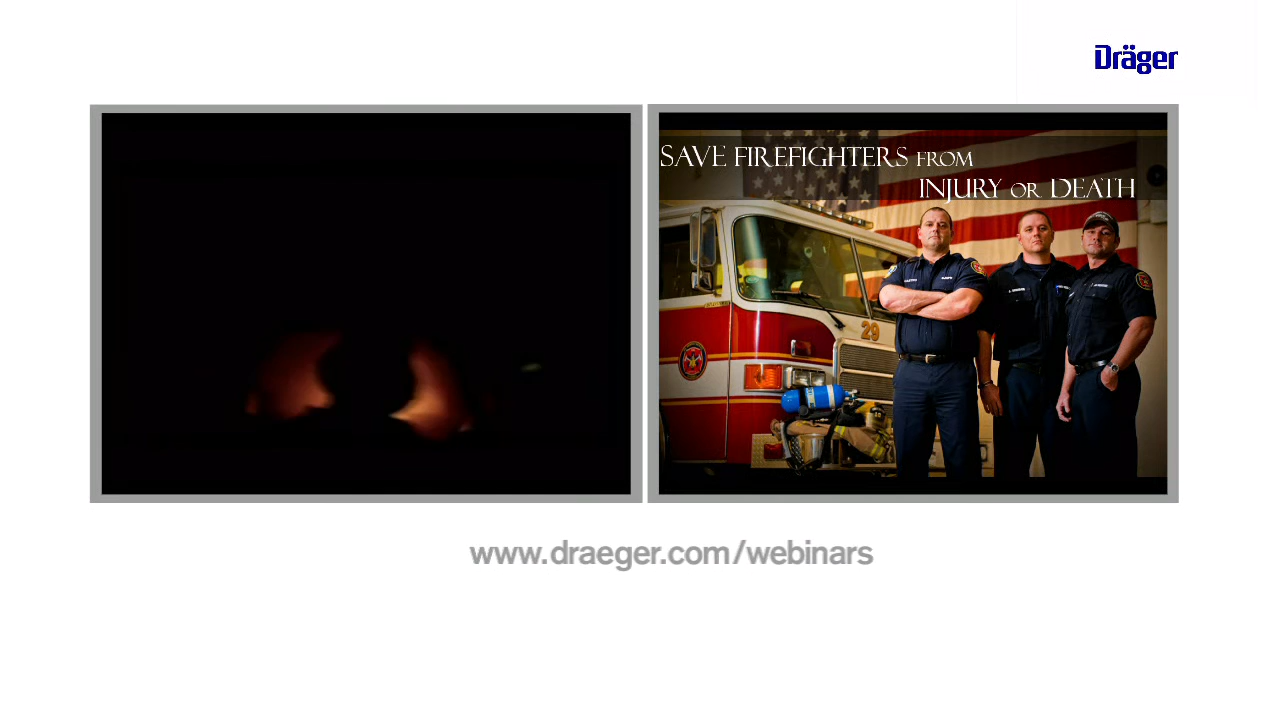 Dräger
SAVE FIREFIGHTERS FROM
INJURY OR DEATH
29
www.draeger.com/webinars